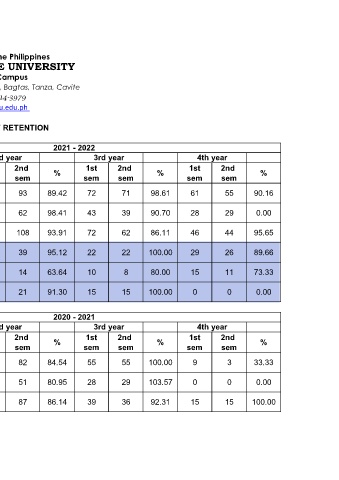 he Philippines
E UNIVERSITY
Campus
, Bagtas, Tanza, Cavite
14-3979
u.edu.ph
RETENTION
2021 - 2022
d year 3rd year 4th year
2nd sem % 1st sem 2nd sem % 1st sem 2nd sem %
93 89.42 72 71 98.61 61 55 90.16
62 98.41 43 39 90.70 28 29 0.00
108 93.91 72 62 86.11 46 44 95.65
39 95.12 22 22 100.00 29 26 89.66
14 63.64 10 8 80.00 15 11 73.33
21 91.30 15 15 100.00 0 0 0.00
2020 - 2021
d year 3rd year 4th year
2nd sem % 1st sem 2nd sem % 1st sem 2nd sem %
82 84.54 55 55 100.00 9 3 33.33
51 80.95 28 29 103.57 0 0 0.00
87 86.14 39 36 92.31 15 15 100.00